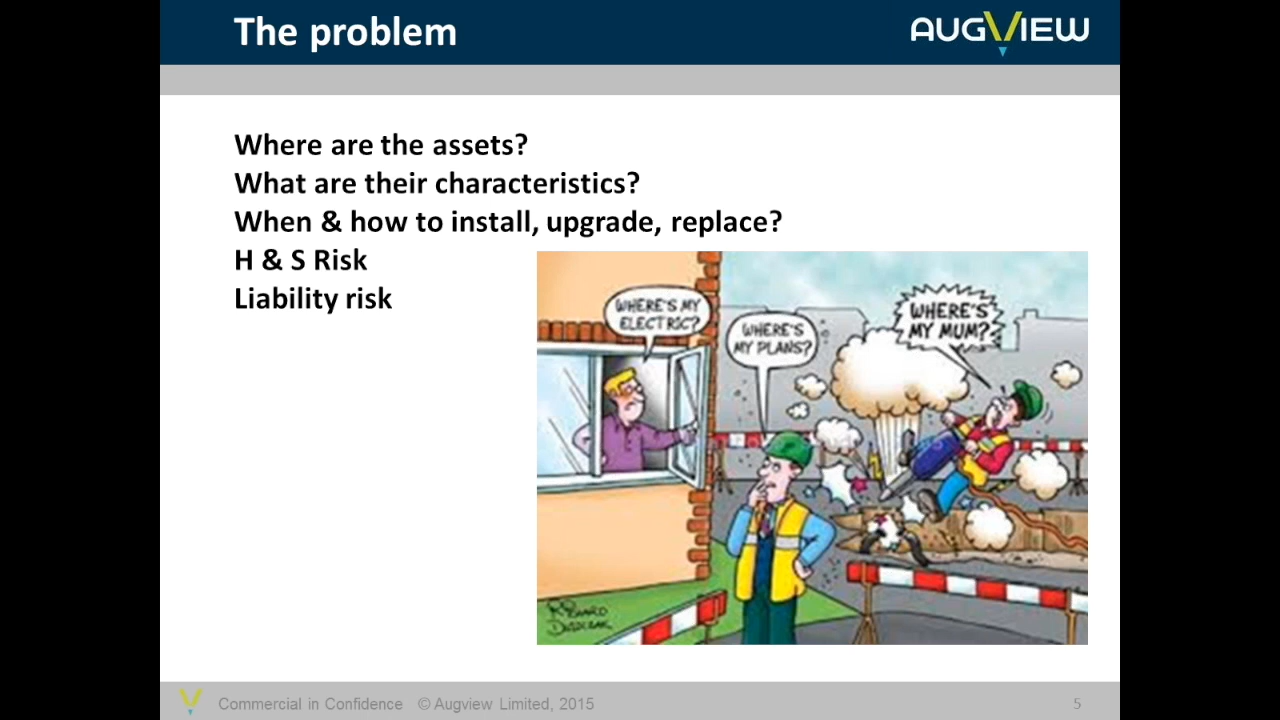 The problem
AUGVIEW
Where are the assets?
What are their characteristics?
When & how to install, upgrade, replace?
H & S Risk
Liability risk
WHERE'S MY
ELECTRIC?
WHERE'S
MY PLANS?
WHERE'S
MY MUM?
Commercial in Confidence © Augview Limited, 2015
5